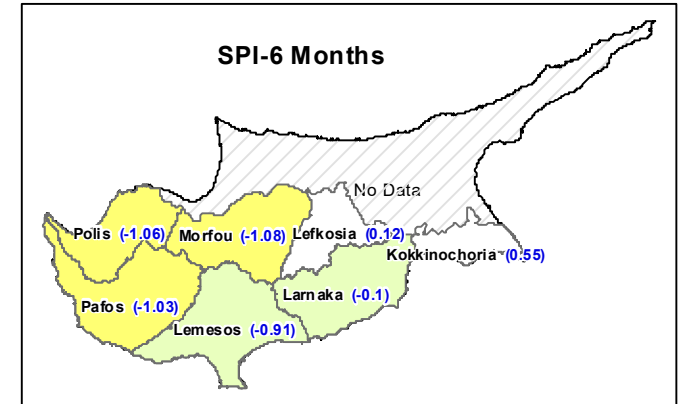 SPI-6 Months
No Data
Polis (-1.06)
Morfou (-1.08)
Lefkosia (0.12)
Kokkinochoria (0.55)
Pafos (-1.03)
Larnaka (-0.1)
Lemesos (-0.91)